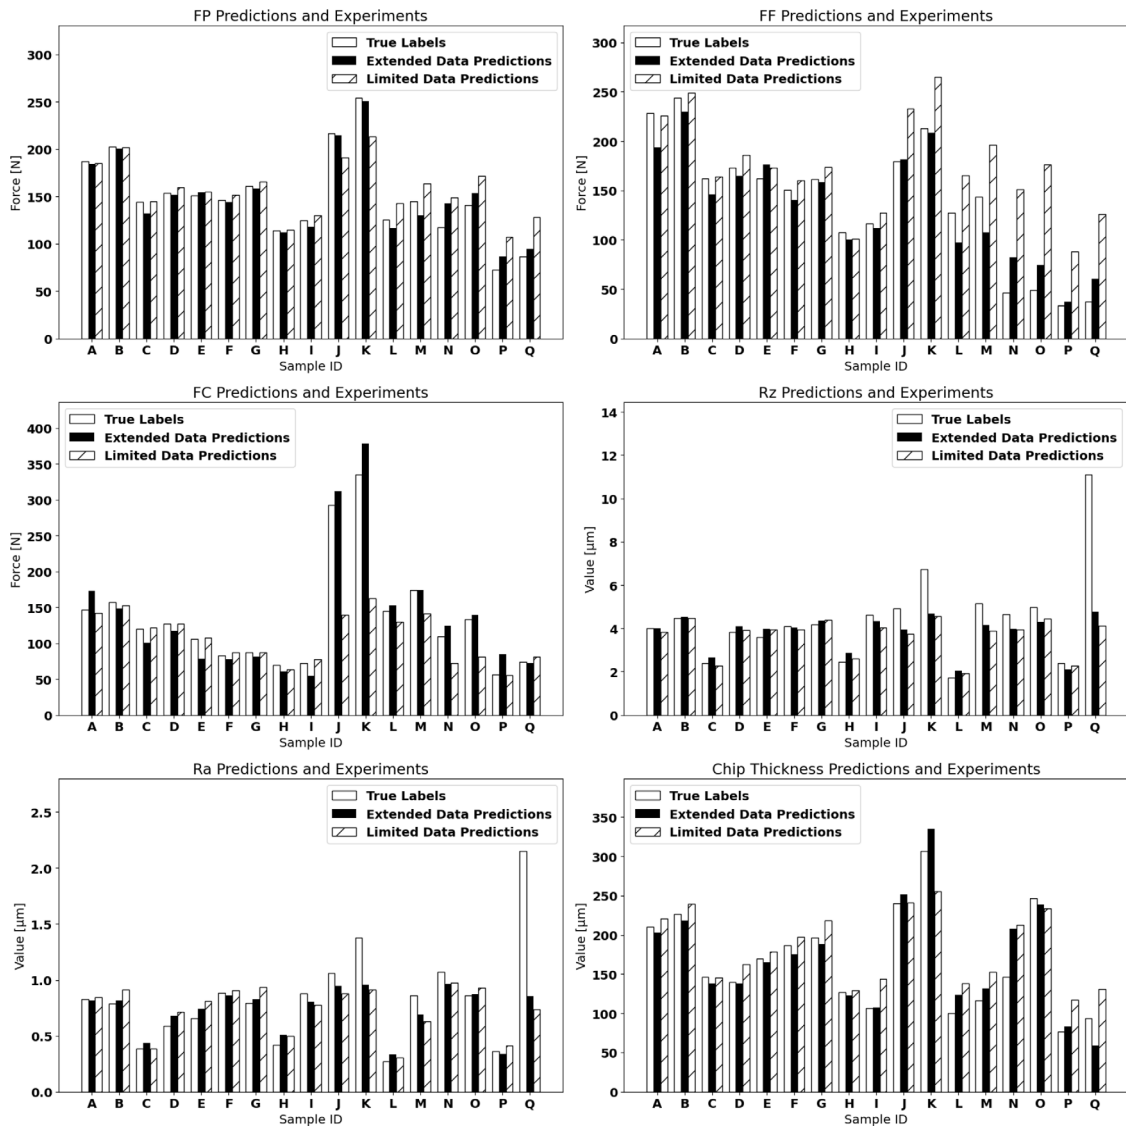 FP Predictions and Experiments
True Labels
Extended Data Predictions
Limited Data Predictions
Force [N]
300
250
200
150
100
50
0
A B C D E F G H I J K L M N O P Q
Sample ID
FF Predictions and Experiments
True Labels
Extended Data Predictions
Limited Data Predictions
Force [N]
300
250
200
150
100
50
0
A B C D E F G H I J K L M N O P Q
Sample ID
FC Predictions and Experiments
True Labels
Extended Data Predictions
Limited Data Predictions
Force [N]
400
350
300
250
200
150
100
50
0
A B C D E F G H I J K L M N O P Q
Sample ID
Rz Predictions and Experiments
True Labels
Extended Data Predictions
Limited Data Predictions
Value [μm]
14
12
10
8
6
4
2
0
A B C D E F G H I J K L M N O P Q
Sample ID
Ra Predictions and Experiments
True Labels
Extended Data Predictions
Limited Data Predictions
Value [μm]
2.5
2.0
1.5
1.0
0.5
0.0
A B C D E F G H I J K L M N O P Q
Sample ID
Chip Thickness Predictions and Experiments
True Labels
Extended Data Predictions
Limited Data Predictions
Value [μm]
350
300
250
200
150
100
50
0
A B C D E F G H I J K L M N O P Q
Sample ID